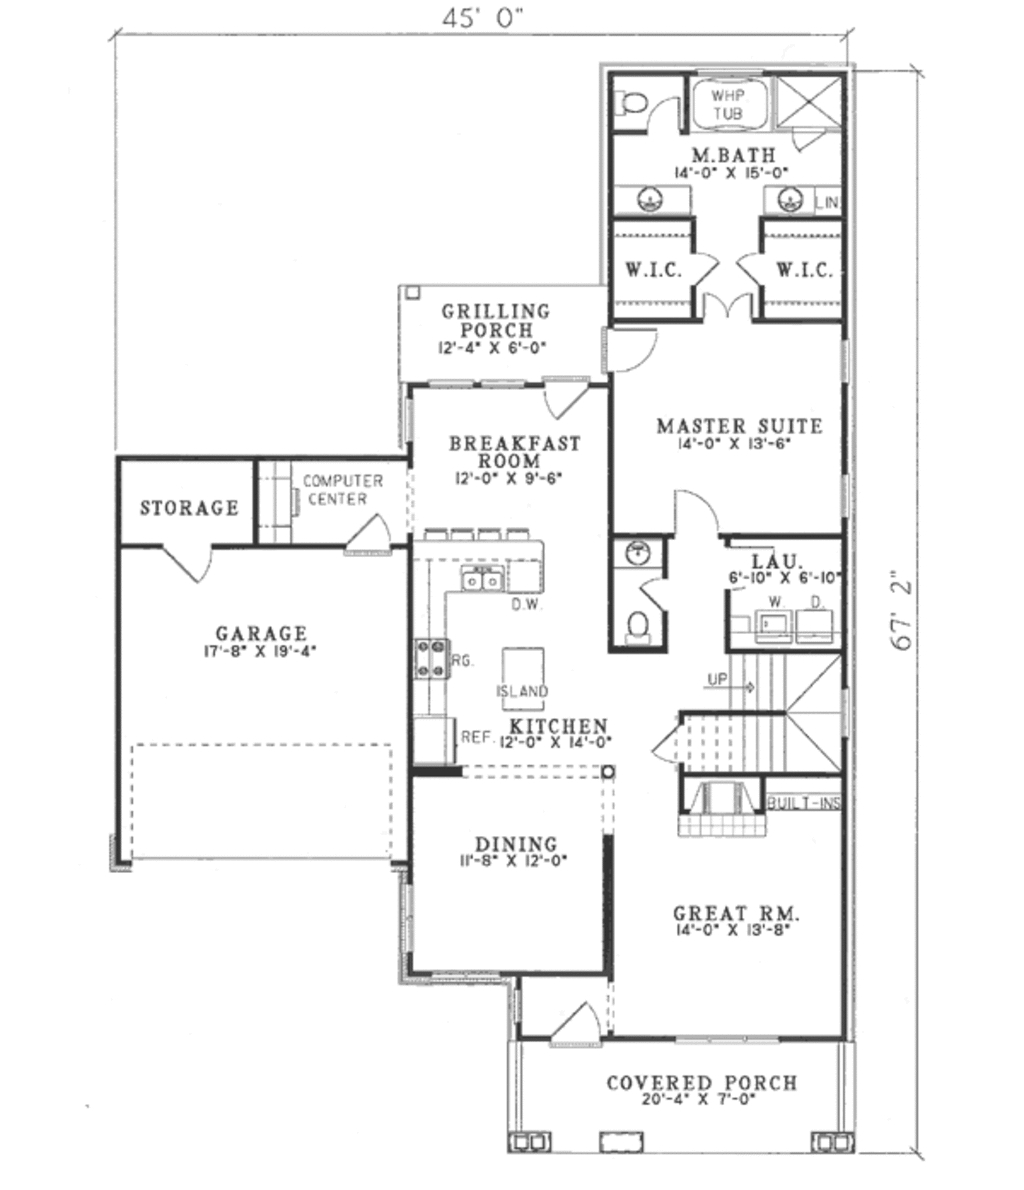 45' 0"
WHP
TUB
M.BATH
14'-0" X 15'-0"
LIN.
W.I.C.
W.I.C.
GRILLING
PORCH
12'-4" X 6'-0"
MASTER SUITE
14'-0" X 13'-6"
BREAKFAST
ROOM
12'-0" X 9'-6"
COMPUTER
CENTER
STORAGE
LAU.
6'-10" X 6'-10"
W.
D.
D.W.
67' 2"
GARAGE
17'-8" X 19'-4"
RG.
ISLAND
UP
KITCHEN
12'-0" X 14'-0"
REF.
BUILT-INS
DINING
11'-8" X 12'-0"
GREAT RM.
14'-0" X 13'-8"
COVERED PORCH
20'-4" X 7'-0"